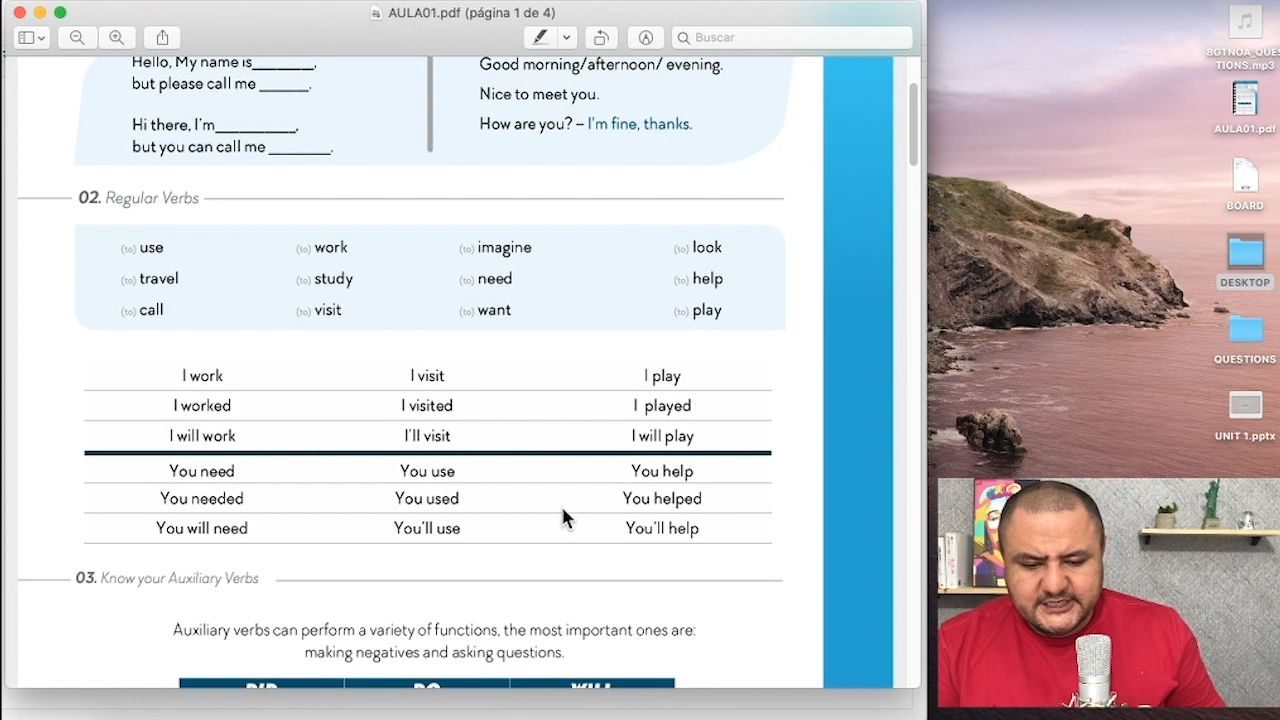 AULA01.pdf (página 1 de 4)
Buscar
Hello, My name is________,
but please call me ______.
Hi there, I'm__________,
but you can call me ________.
Good morning/afternoon/ evening.
Nice to meet you.
How are you? – I'm fine, thanks.
02. Regular Verbs
(to) use (to) work (to) imagine (to) look
(to) travel (to) study (to) need (to) help
(to) call (to) visit (to) want (to) play
I work I visit I play
I worked I visited I played
I will work I'll visit I will play
You need You use You help
You needed You used You helped
You will need You'll use You'll help
03. Know your Auxiliary Verbs
Auxiliary verbs can perform a variety of functions, the most important ones are:
making negatives and asking questions.
DID DO WILL
BGTNOA_QUES
TIONS.mp3
AULA01.pdf
BOARD
DESKTOP
QUESTIONS
UNIT 1.pptx